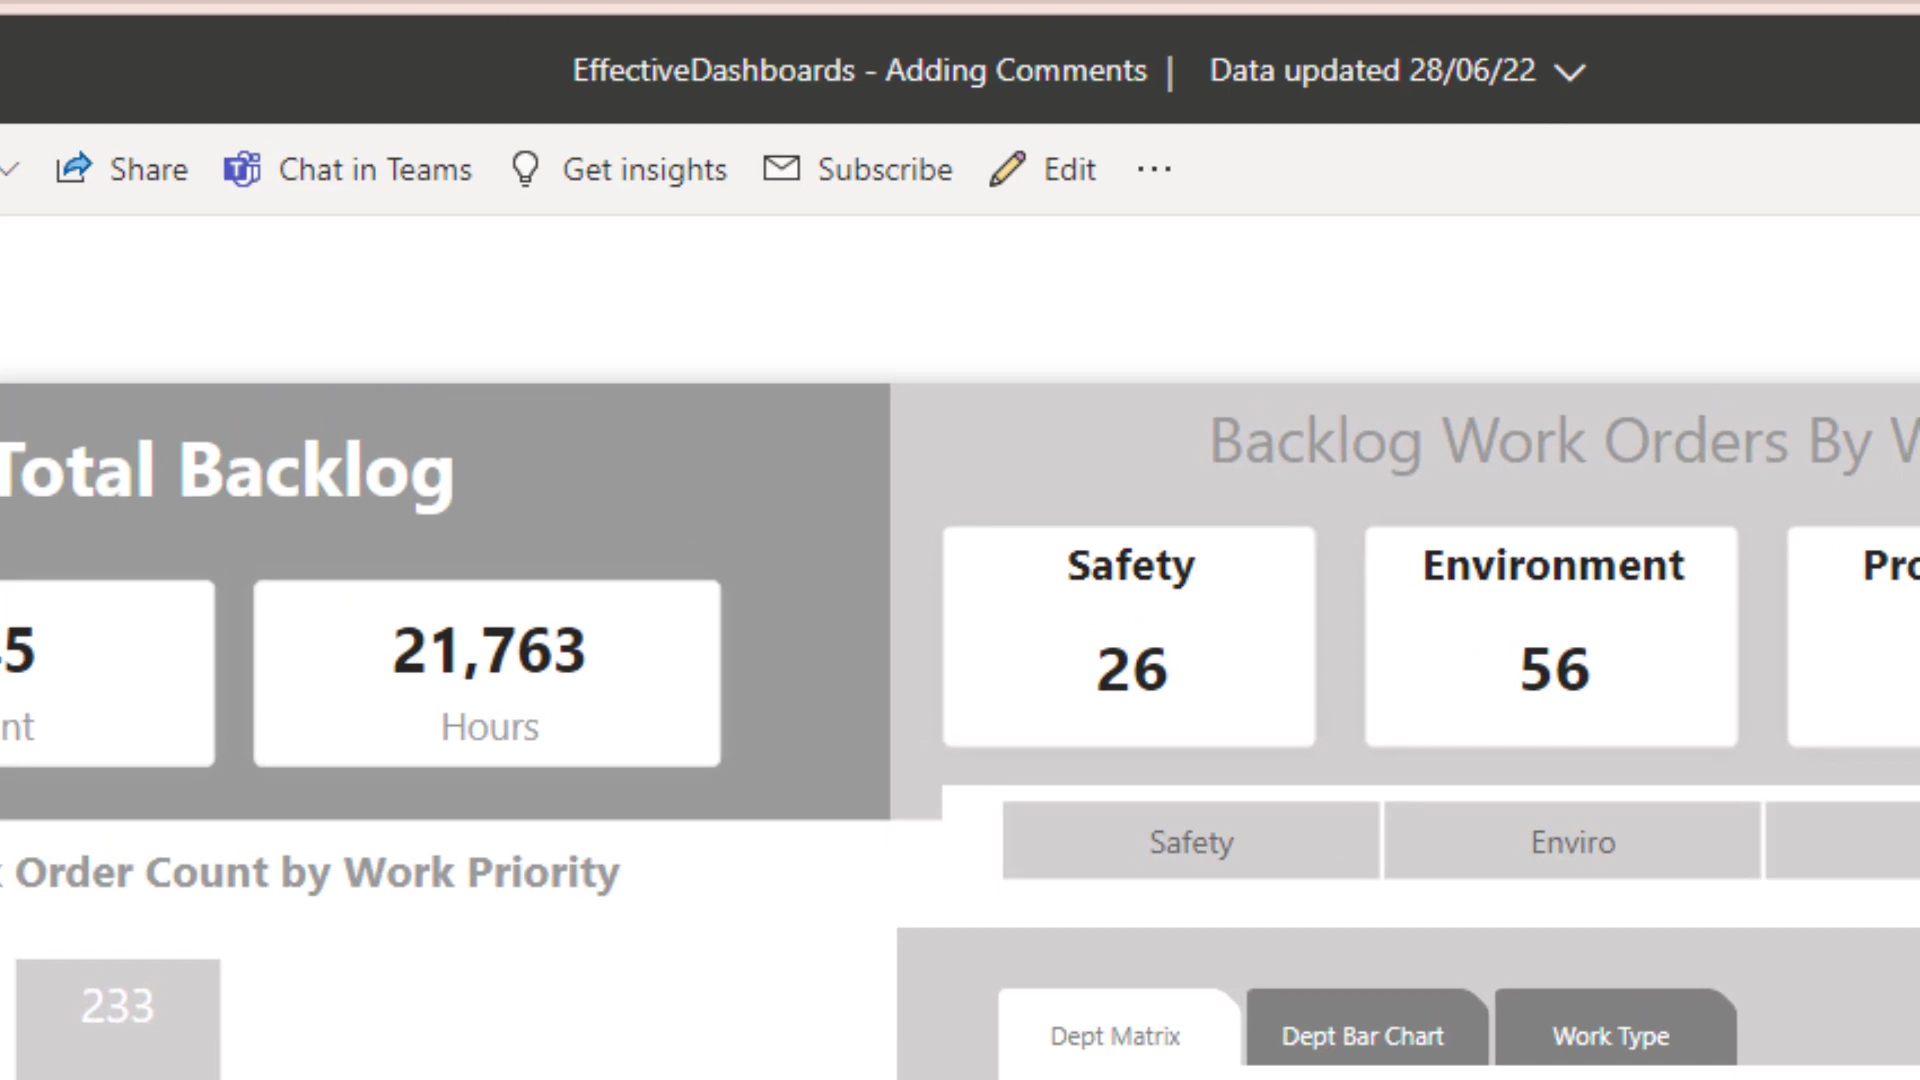 EffectiveDashboards - Adding Comments | Data updated 28/06/22
Share Chat in Teams Get insights Subscribe Edit ...
Total Backlog
Backlog Work Orders By
21,763
Hours
Safety
26
Environment
56
Order Count by Work Priority
233
Safety Enviro
Dept Matrix Dept Bar Chart Work Type